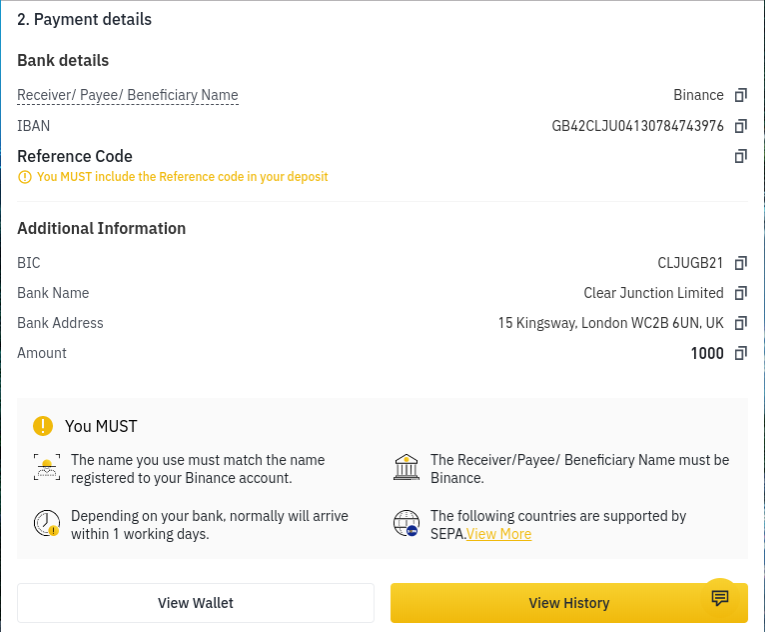 2. Payment details
Bank details
Receiver/ Payee/ Beneficiary Name Binance
IBAN GB42CLJU04130784743976
Reference Code
You MUST include the Reference code in your deposit
Additional Information
BIC CLJUGB21
Bank Name Clear Junction Limited
Bank Address 15 Kingsway, London WC2B 6UN, UK
Amount 1000
You MUST
The name you use must match the name
registered to your Binance account.
The Receiver/Payee/ Beneficiary Name must be
Binance.
Depending on your bank, normally will arrive
within 1 working days.
The following countries are supported by
SEPA.View More
View Wallet
View History